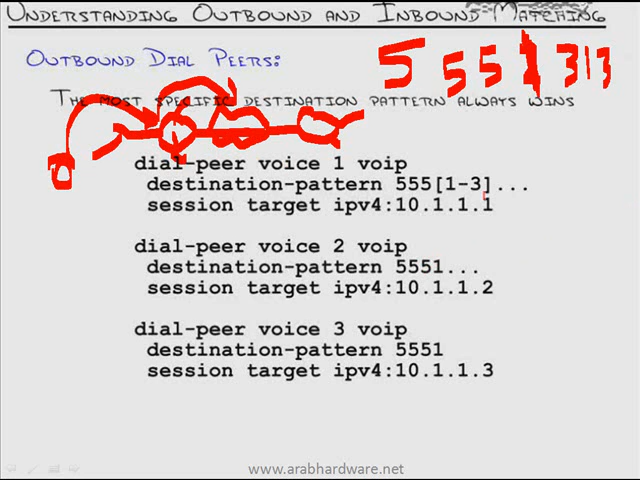 Understanding Outbound and Inbound Matching
Outbound Dial Peers:
555 313
The most specific destination pattern always wins
dial-peer voice 1 voip
destination-pattern 555[1-3]...
session target ipv4:10.1.1.1
dial-peer voice 2 voip
destination-pattern 5551...
session target ipv4:10.1.1.2
dial-peer voice 3 voip
destination-pattern 5551
session target ipv4:10.1.1.3
www.arabhardware.net